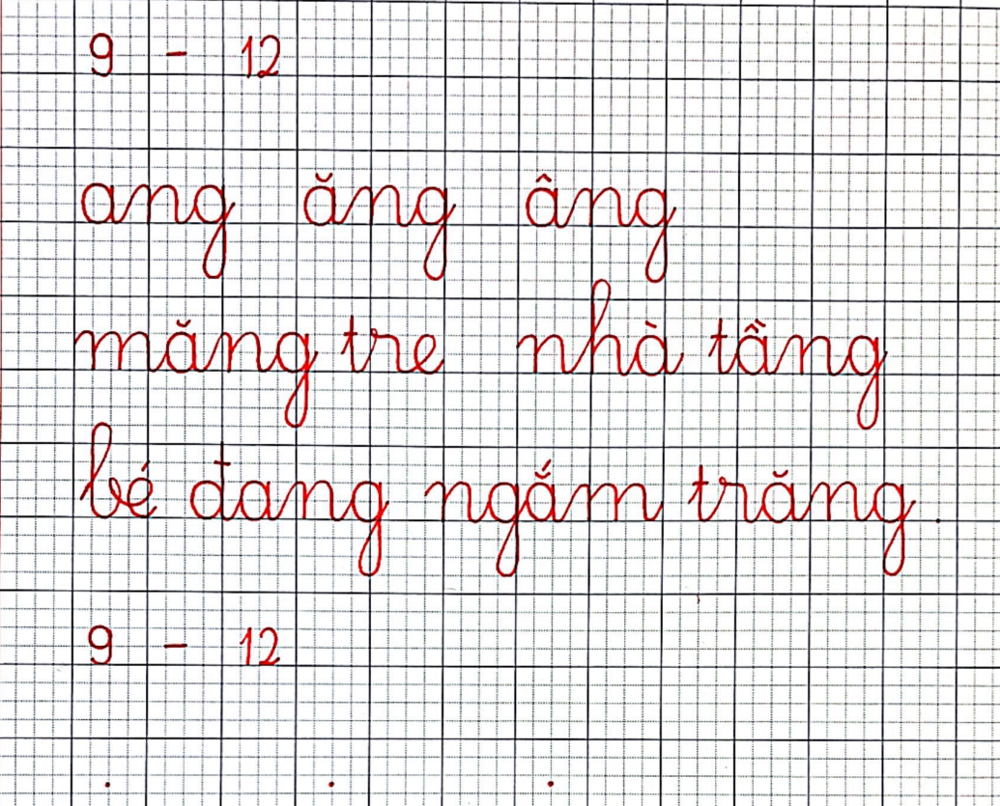 9 - 12
ang ăng âng
măng tre nhà tầng
bé đang ngắm trăng.
9 - 12